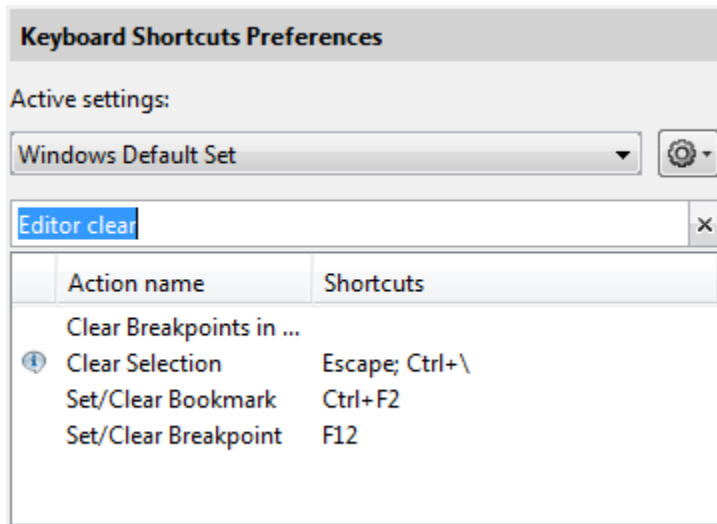 Keyboard Shortcuts Preferences
Active settings:
Windows Default Set
Editor clear
Action name Shortcuts
Clear Breakpoints in ...
Clear Selection Escape; Ctrl+\
Set/Clear Bookmark Ctrl+F2
Set/Clear Breakpoint F12